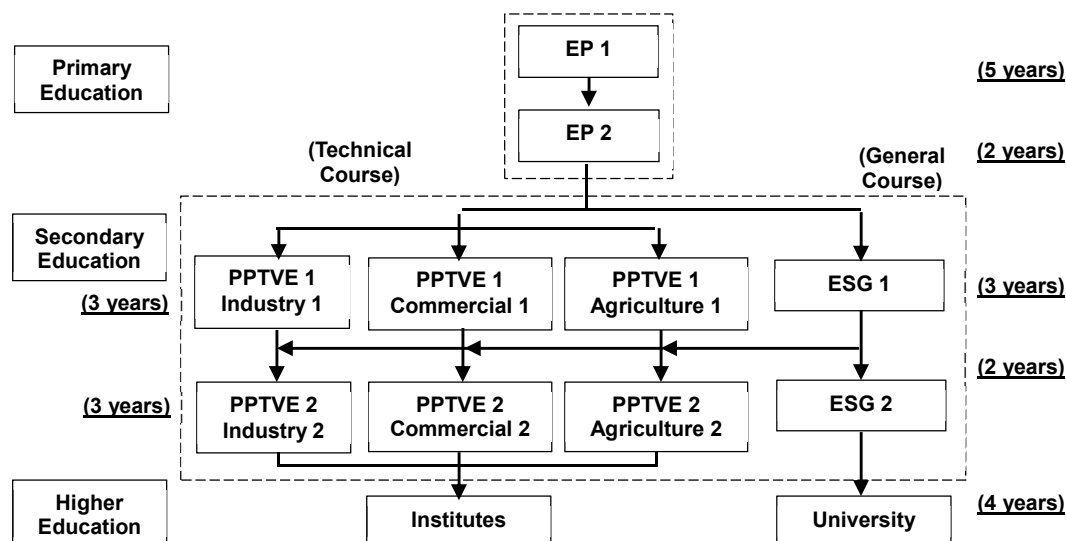 EP 1
Primary
Education
(5 years)
EP 2
(Technical
Course)
(General
Course)
(2 years)
Secondary
Education
PPTVE 1
Industry 1
PPTVE 1
Commercial 1
PPTVE 1
Agriculture 1
ESG 1
(3 years)
(3 years)
(2 years)
(3 years)
PPTVE 2
Industry 2
PPTVE 2
Commercial 2
PPTVE 2
Agriculture 2
ESG 2
Higher
Education
Institutes
University
(4 years)